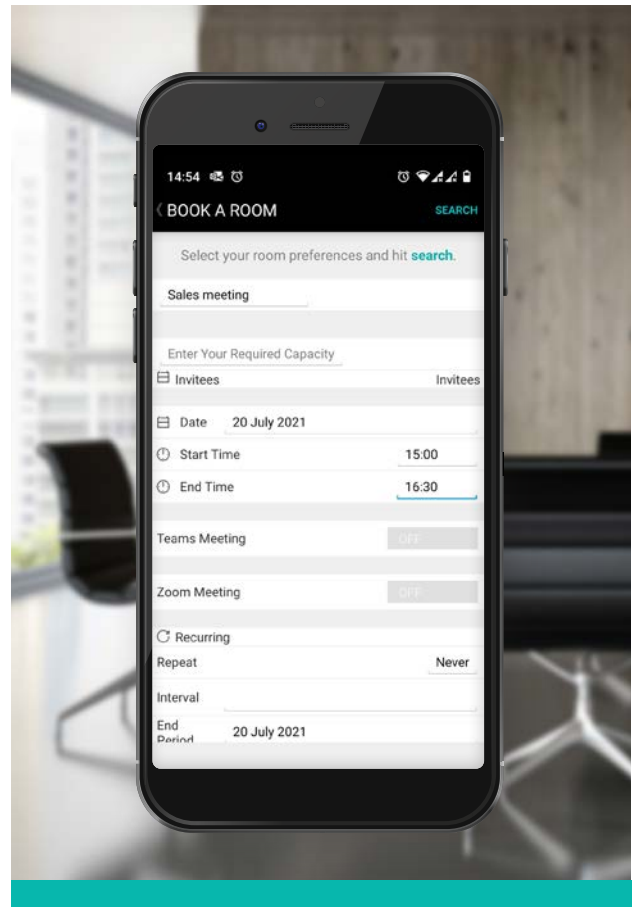 14:54
BOOK A ROOM SEARCH
Select your room preferences and hit search.
Sales meeting
Enter Your Required Capacity
Invitees Invitees
Date 20 July 2021
Start Time 15:00
End Time 16:30
Teams Meeting OFF
Zoom Meeting OFF
Recurring
Repeat Never
Interval
End
Period 20 July 2021